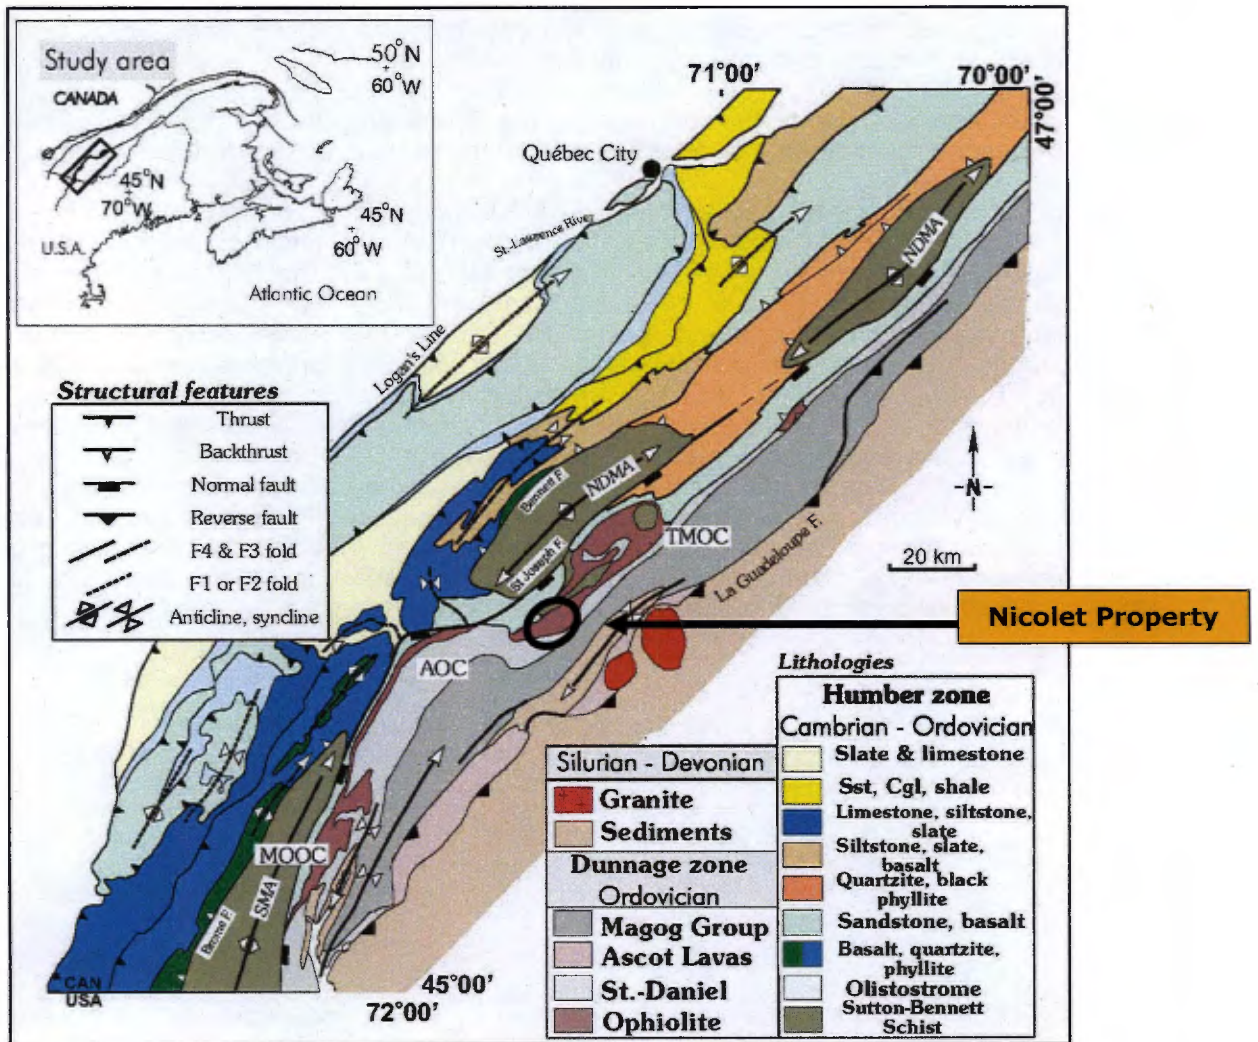 Study area
CANADA
50°N
60°W
45°N
70°W
45°N
60°W
U.S.A.
Atlantic Ocean
71°00'
70°00'
47°00'
Québec City
St-Laurence River
Logan's Line
NDMA
Structural features
Thrust
Backthrust
Normal fault
Reverse fault
F4 & F3 fold
F1 or F2 fold
Anticline, syncline
Bennett F.
NDMA
St Joseph F.
TMOC
La Guadeloupe F.
N
20 km
Nicolet Property
AOC
MOOC
SMA
CAN
USA
45°00'
72°00'
Silurian - Devonian
Granite
Sediments
Dunnage zone
Ordovician
Magog Group
Ascot Lavas
St.-Daniel
Ophiolite
Lithologies
Humber zone
Cambrian - Ordovician
Slate & limestone
Sst, Cgl, shale
Limestone, siltstone,
slate
Siltstone, slate,
basalt
Quartzite, black
phyllite
Sandstone, basalt
Basalt, quartzite,
phyllite
Olistostrome
Sutton-Bennett
Schist